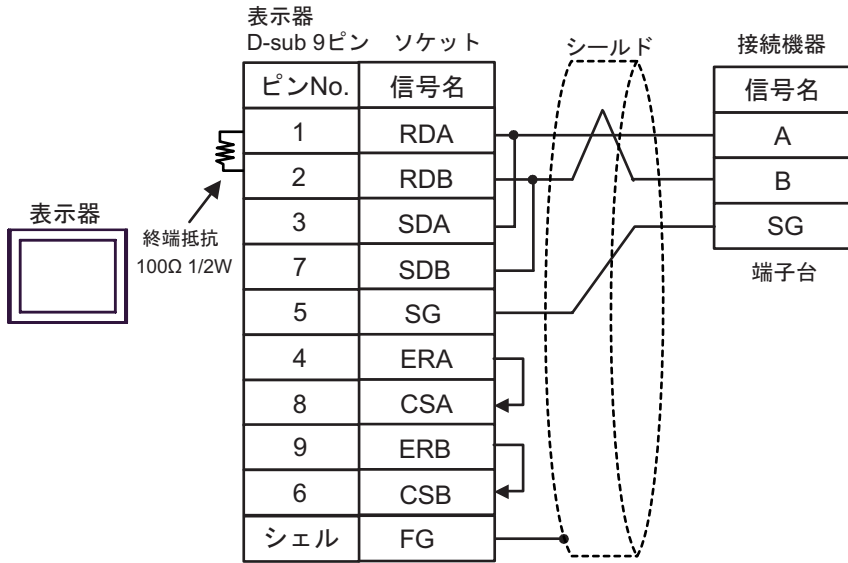 表示器
D-sub 9ピン ソケット
シールド
接続機器
ピンNo. 信号名
信号名
1 RDA
A
2 RDB
B
3 SDA
SG
7 SDB
端子台
5 SG
4 ERA
8 CSA
9 ERB
6 CSB
シェル FG
表示器
終端抵抗
100Ω 1/2W